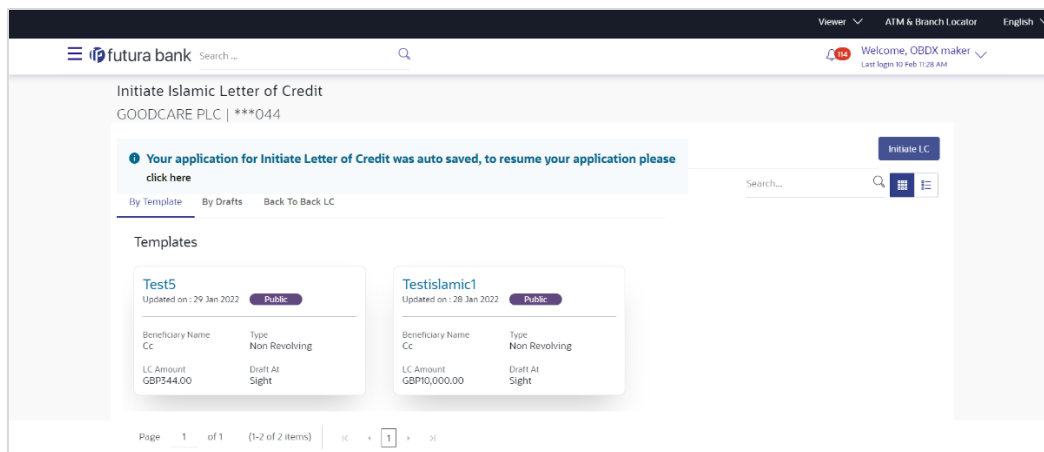 Viewer ATM & Branch Locator English
futura bank Search ... 114 Welcome, OBDX maker
Last login 10 Feb 11:28 AM
Initiate Islamic Letter of Credit
GOODCARE PLC | ***044
Initiate LC
Your application for Initiate Letter of Credit was auto saved, to resume your application please
click here
Search...
By Template By Drafts Back To Back LC
Templates
Test5 Testislamic1
Updated on : 29 Jan 2022 Public Updated on : 28 Jan 2022 Public
Beneficiary Name Type Beneficiary Name Type
Cc Non Revolving Cc Non Revolving
LC Amount Draft At LC Amount Draft At
GBP344.00 Sight GBP10,000.00 Sight
Page 1 of 1 (1-2 of 2 items) 1